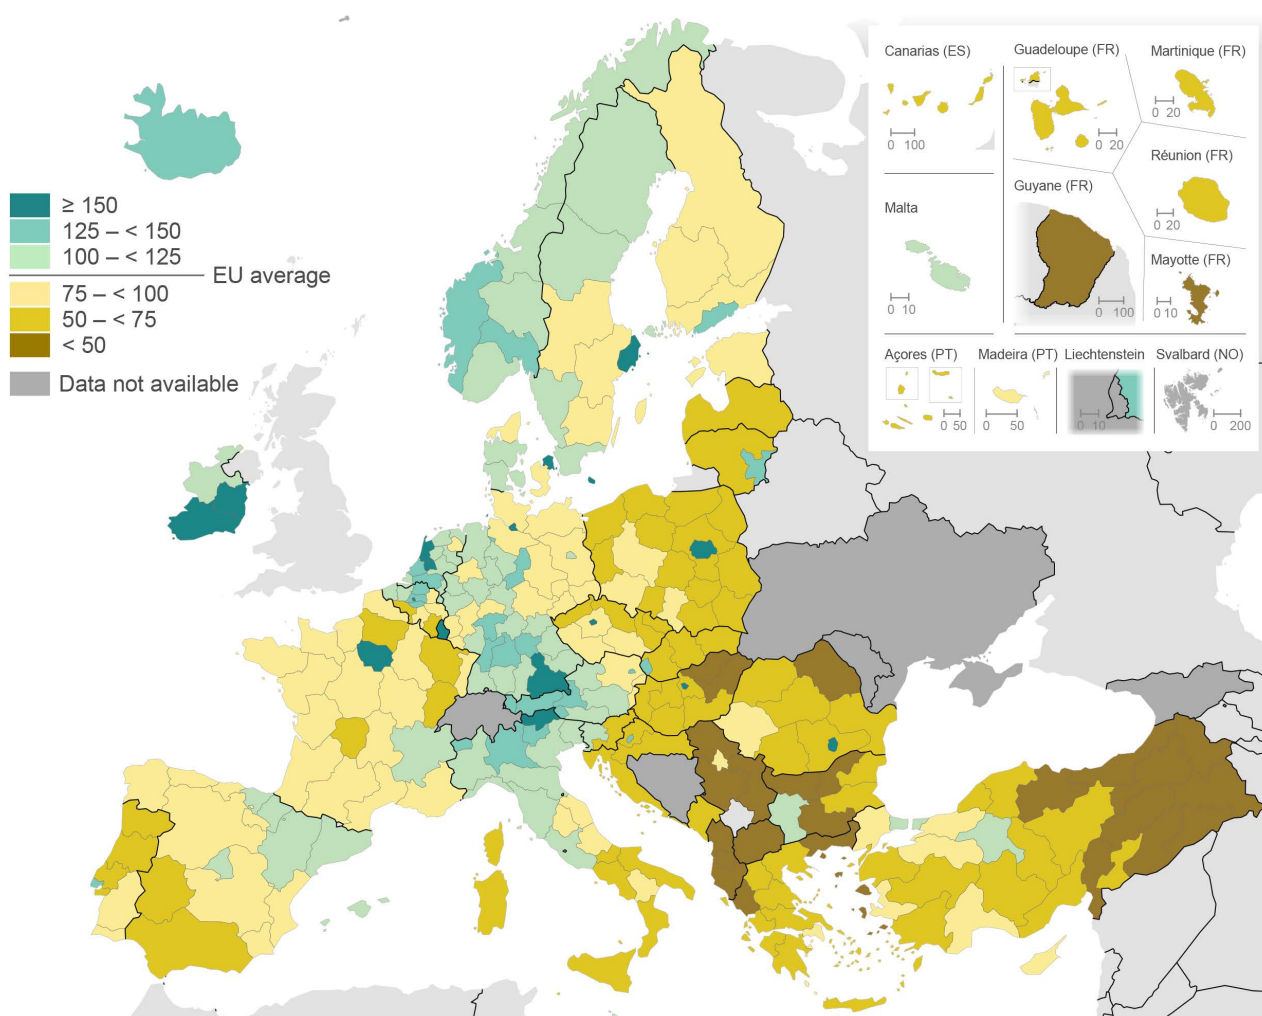 ≥ 150
125 – < 150
100 – < 125
EU average
75 – < 100
50 – < 75
< 50
Data not available
Canarias (ES)
0 100
Guadeloupe (FR)
0 20
Martinique (FR)
0 20
Réunion (FR)
0 20
Malta
0 10
Guyane (FR)
0 100
Mayotte (FR)
0 10
Açores (PT)
0 50
Madeira (PT)
0 50
Liechtenstein
0 10
Svalbard (NO)
0 200